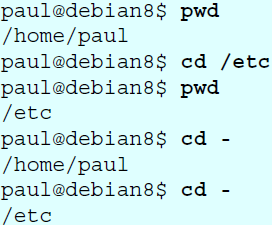 paul@debian8$ pwd
/home/paul
paul@debian8$ cd /etc
paul@debian8$ pwd
/etc
paul@debian8$ cd -
/home/paul
paul@debian8$ cd -
/etc